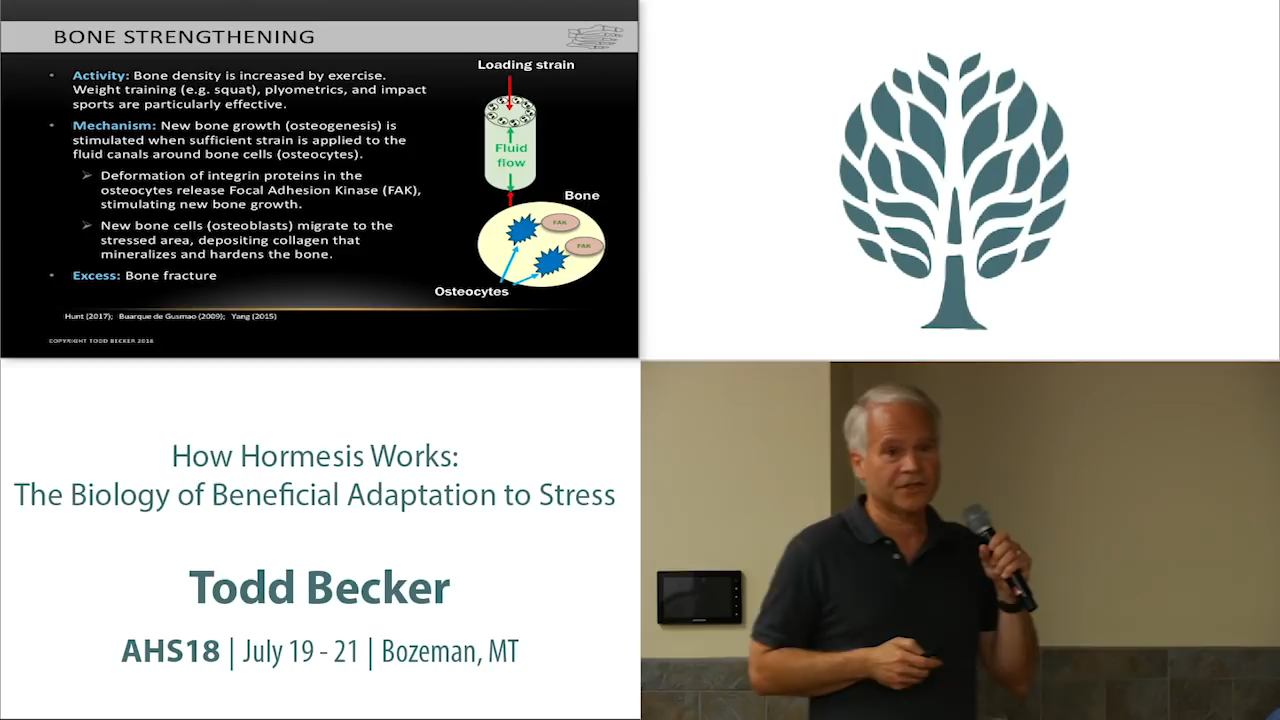 BONE STRENGTHENING
• Activity: Bone density is increased by exercise.
Weight training (e.g. squat), plyometrics, and impact
sports are particularly effective.
• Mechanism: New bone growth (osteogenesis) is
stimulated when sufficient strain is applied to the
fluid canals around bone cells (osteocytes).
➢ Deformation of integrin proteins in the
osteocytes release Focal Adhesion Kinase (FAK),
stimulating new bone growth.
➢ New bone cells (osteoblasts) migrate to the
stressed area, depositing collagen that
mineralizes and hardens the bone.
• Excess: Bone fracture
Loading strain
Fluid
flow
Bone
FAK
FAK
Osteocytes
Hunt (2017); Buarque de Gusmao (2009); Yang (2015)
COPYRIGHT TODD BECKER 2018
How Hormesis Works:
The Biology of Beneficial Adaptation to Stress
Todd Becker
AHS18 | July 19 - 21 | Bozeman, MT